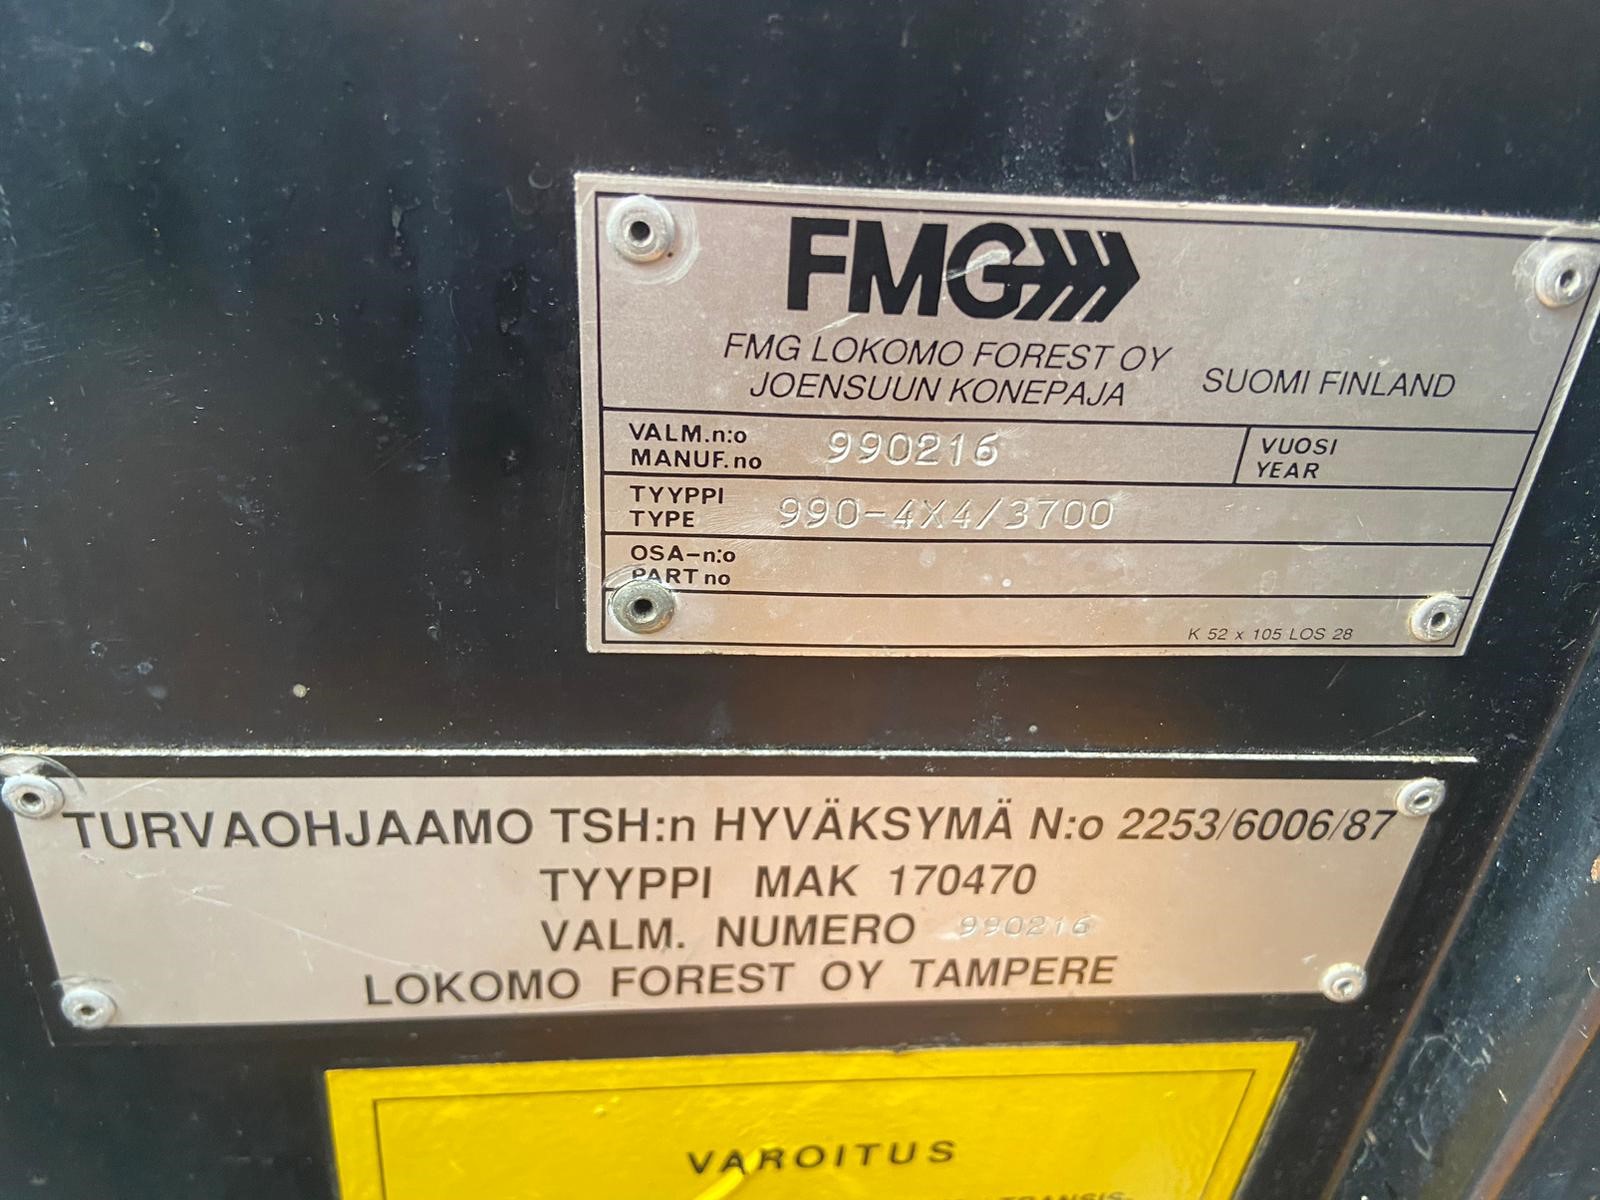 FMG
FMG LOKOMO FOREST OY
JOENSUUN KONEPAJA SUOMI FINLAND
VALM.n:o
MANUF.no 990216 VUOSI
YEAR
TYYPPI
TYPE 990-4X4/3700
OSA-n:o
PART no
K 52 x 105 LOS 28
TURVAOHJAAMO TSH:n HYVÄKSYMÄ N:o 2253/6006/87
TYYPPI MAK 170470
VALM. NUMERO 990216
LOKOMO FOREST OY TAMPERE
VAROITUS